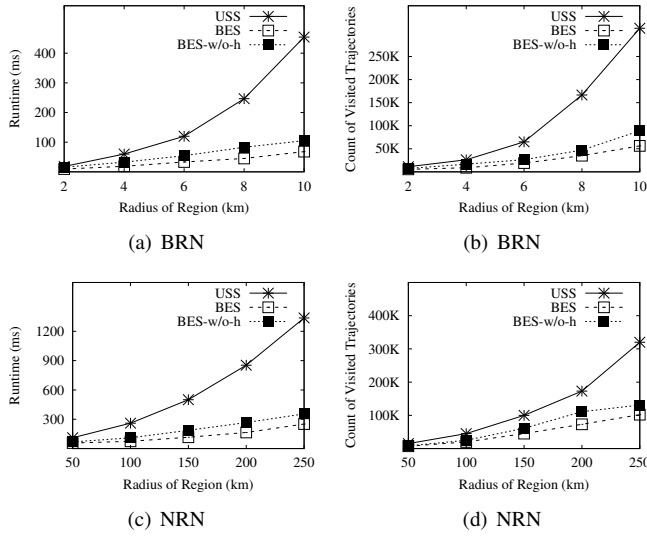 USS
BES
BES-w/o-h
Runtime (ms)
400
300
200
100
2 4 6 8 10
Radius of Region (km)
(a) BRN
USS
BES
BES-w/o-h
Count of Visited Trajectories
250K
200K
150K
100K
50K
2 4 6 8 10
Radius of Region (km)
(b) BRN
USS
BES
BES-w/o-h
Runtime (ms)
1200
900
600
300
50 100 150 200 250
Radius of Region (km)
(c) NRN
USS
BES
BES-w/o-h
Count of Visited Trajectories
400K
300K
200K
100K
50 100 150 200 250
Radius of Region (km)
(d) NRN